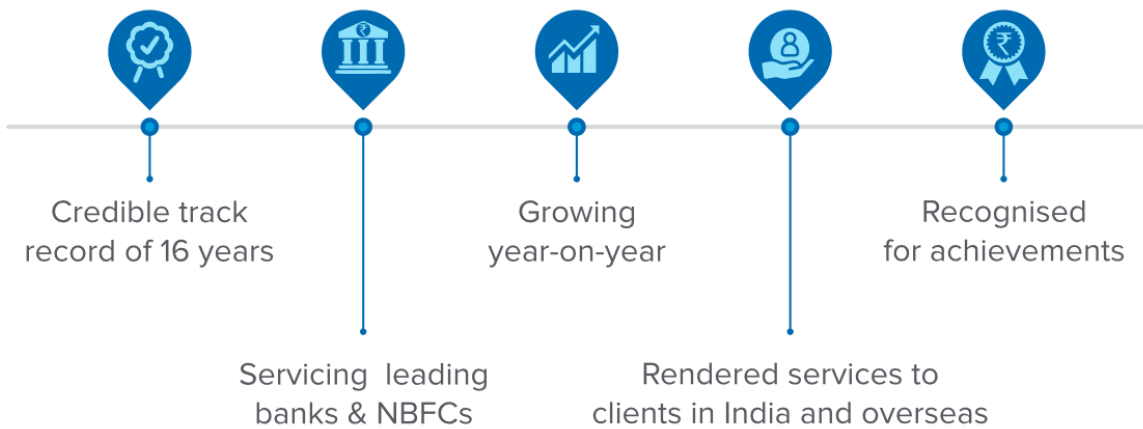 Credible track
record of 16 years
Servicing leading
banks & NBFCs
Growing
year-on-year
Rendered services to
clients in India and overseas
Recognised
for achievements